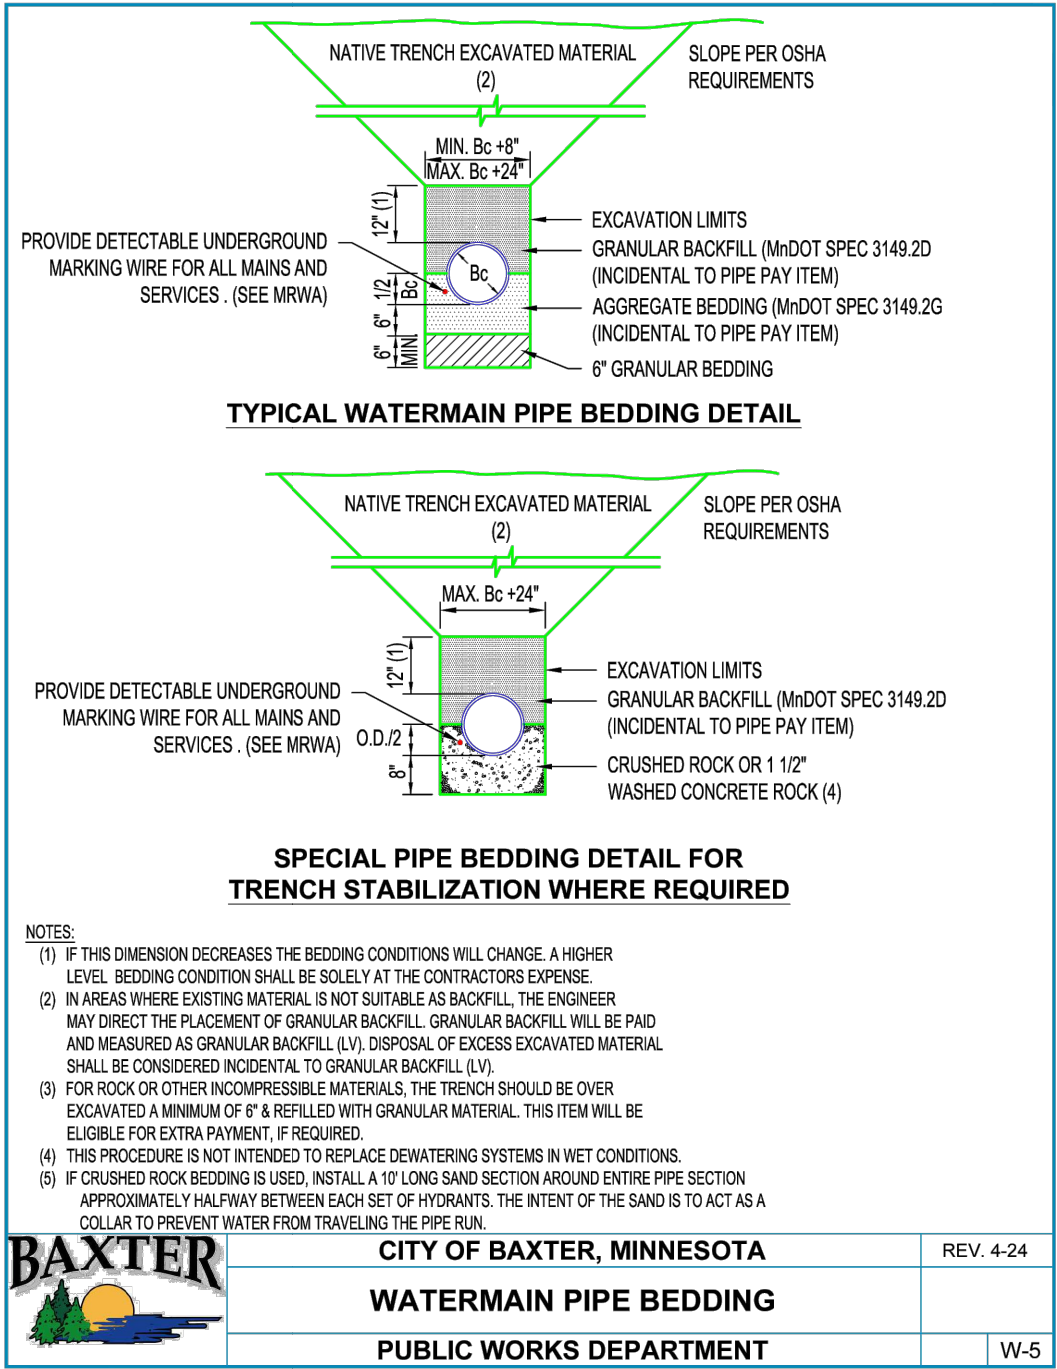 NATIVE TRENCH EXCAVATED MATERIAL
(2)
SLOPE PER OSHA
REQUIREMENTS
MIN. Bc +8"
MAX. Bc +24"
12" (1)
PROVIDE DETECTABLE UNDERGROUND
MARKING WIRE FOR ALL MAINS AND
SERVICES . (SEE MRWA)
Bc
1/2
Bc
6"
6"
MIN.
EXCAVATION LIMITS
GRANULAR BACKFILL (MnDOT SPEC 3149.2D
(INCIDENTAL TO PIPE PAY ITEM)
AGGREGATE BEDDING (MnDOT SPEC 3149.2G
(INCIDENTAL TO PIPE PAY ITEM)
6" GRANULAR BEDDING
TYPICAL WATERMAIN PIPE BEDDING DETAIL
NATIVE TRENCH EXCAVATED MATERIAL
(2)
SLOPE PER OSHA
REQUIREMENTS
MAX. Bc +24"
12" (1)
PROVIDE DETECTABLE UNDERGROUND
MARKING WIRE FOR ALL MAINS AND
SERVICES . (SEE MRWA)
O.D./2
8"
EXCAVATION LIMITS
GRANULAR BACKFILL (MnDOT SPEC 3149.2D
(INCIDENTAL TO PIPE PAY ITEM)
CRUSHED ROCK OR 1 1/2"
WASHED CONCRETE ROCK (4)
SPECIAL PIPE BEDDING DETAIL FOR
TRENCH STABILIZATION WHERE REQUIRED
NOTES:
(1) IF THIS DIMENSION DECREASES THE BEDDING CONDITIONS WILL CHANGE. A HIGHER
LEVEL BEDDING CONDITION SHALL BE SOLELY AT THE CONTRACTORS EXPENSE.
(2) IN AREAS WHERE EXISTING MATERIAL IS NOT SUITABLE AS BACKFILL, THE ENGINEER
MAY DIRECT THE PLACEMENT OF GRANULAR BACKFILL. GRANULAR BACKFILL WILL BE PAID
AND MEASURED AS GRANULAR BACKFILL (LV). DISPOSAL OF EXCESS EXCAVATED MATERIAL
SHALL BE CONSIDERED INCIDENTAL TO GRANULAR BACKFILL (LV).
(3) FOR ROCK OR OTHER INCOMPRESSIBLE MATERIALS, THE TRENCH SHOULD BE OVER
EXCAVATED A MINIMUM OF 6" & REFILLED WITH GRANULAR MATERIAL. THIS ITEM WILL BE
ELIGIBLE FOR EXTRA PAYMENT, IF REQUIRED.
(4) THIS PROCEDURE IS NOT INTENDED TO REPLACE DEWATERING SYSTEMS IN WET CONDITIONS.
(5) IF CRUSHED ROCK BEDDING IS USED, INSTALL A 10' LONG SAND SECTION AROUND ENTIRE PIPE SECTION
APPROXIMATELY HALFWAY BETWEEN EACH SET OF HYDRANTS. THE INTENT OF THE SAND IS TO ACT AS A
COLLAR TO PREVENT WATER FROM TRAVELING THE PIPE RUN.
BAXTER
CITY OF BAXTER, MINNESOTA
REV. 4-24
WATERMAIN PIPE BEDDING
PUBLIC WORKS DEPARTMENT
W-5